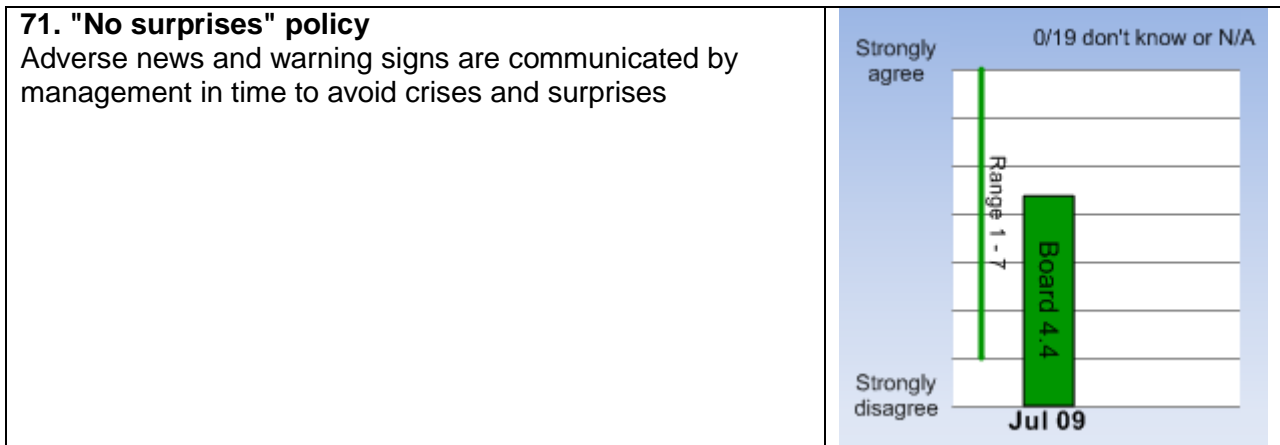 71. "No surprises" policy
Adverse news and warning signs are communicated by
management in time to avoid crises and surprises
0/19 don't know or N/A
Strongly
agree
Range 1 - 7
Board 4.4
Strongly
disagree
Jul 09